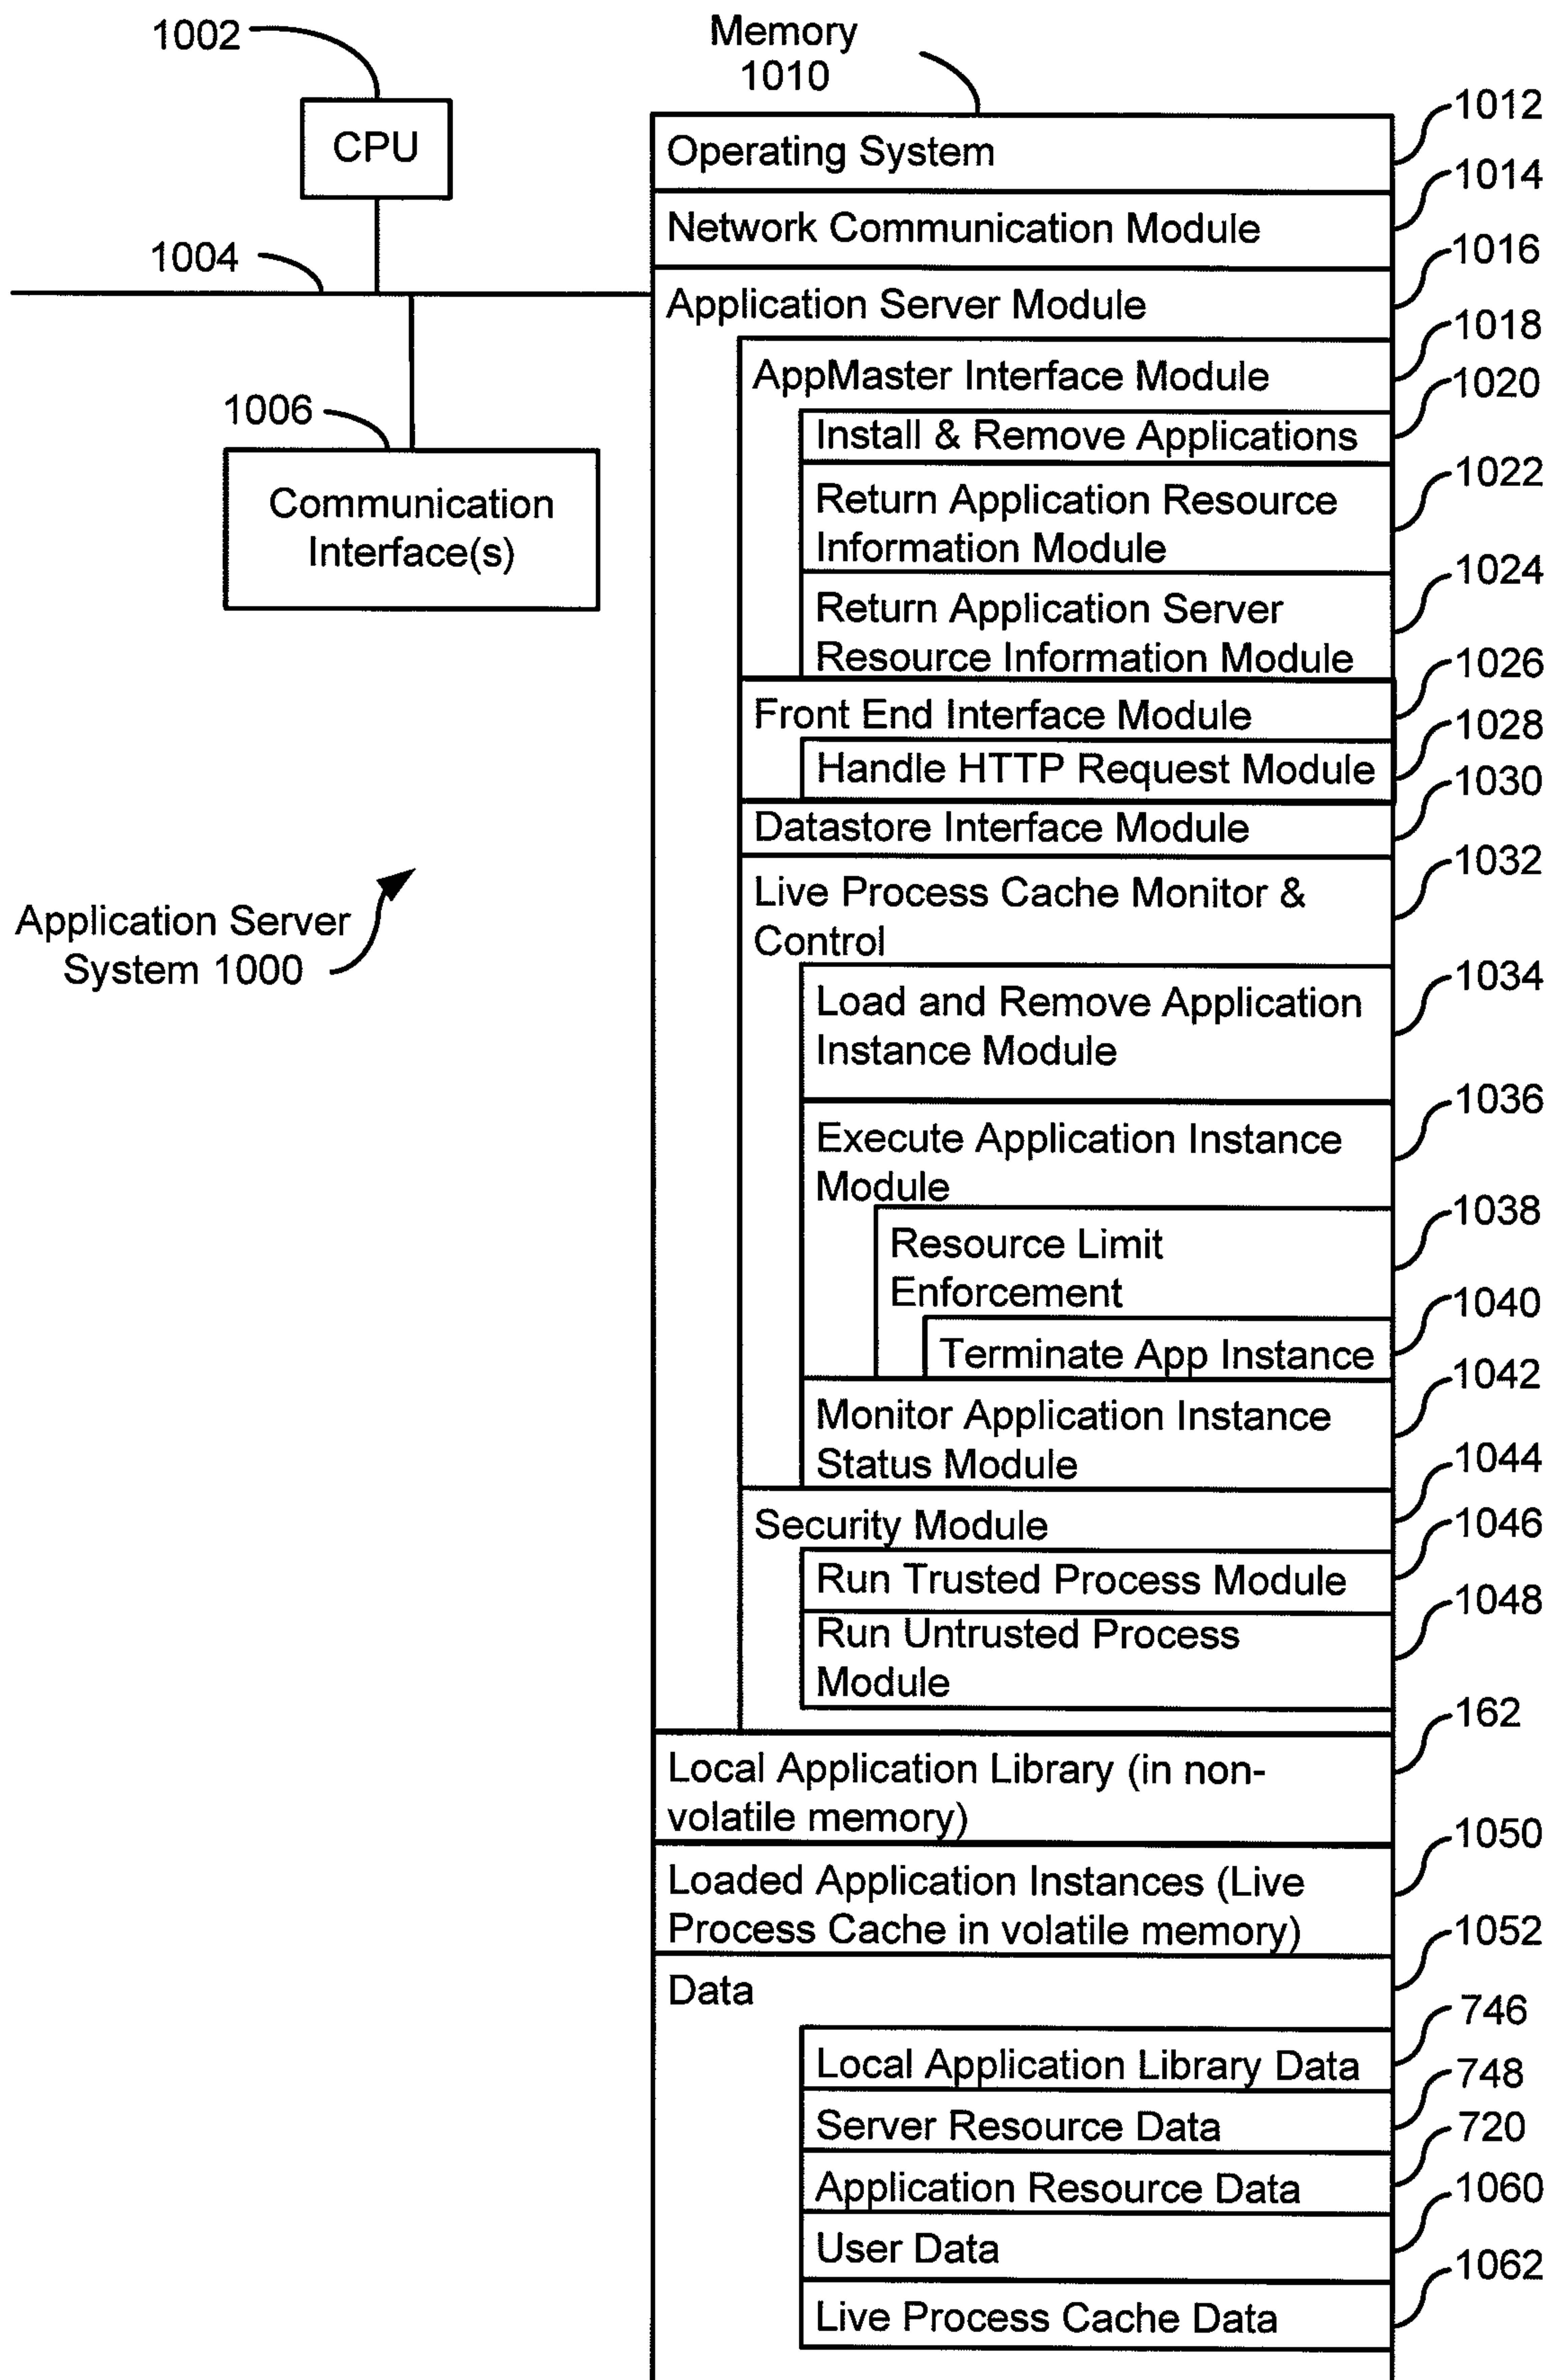 1002
Memory
1010
CPU
1012
Operating System
1014
Network Communication Module
1016
1004
Application Server Module
1018
AppMaster Interface Module
1020
1006
Install & Remove Applications
1022
Communication
Interface(s)
Return Application Resource
Information Module
1024
Return Application Server
Resource Information Module
1026
Front End Interface Module
1028
Handle HTTP Request Module
1030
Datastore Interface Module
1032
Live Process Cache Monitor &
Control
Application Server
System 1000
1034
Load and Remove Application
Instance Module
1036
Execute Application Instance
Module
1038
Resource Limit
Enforcement
1040
Terminate App Instance
1042
Monitor Application Instance
Status Module
1044
Security Module
1046
Run Trusted Process Module
1048
Run Untrusted Process
Module
162
Local Application Library (in non-
volatile memory)
1050
Loaded Application Instances (Live
Process Cache in volatile memory)
1052
Data
746
Local Application Library Data
748
Server Resource Data
720
Application Resource Data
1060
User Data
1062
Live Process Cache Data